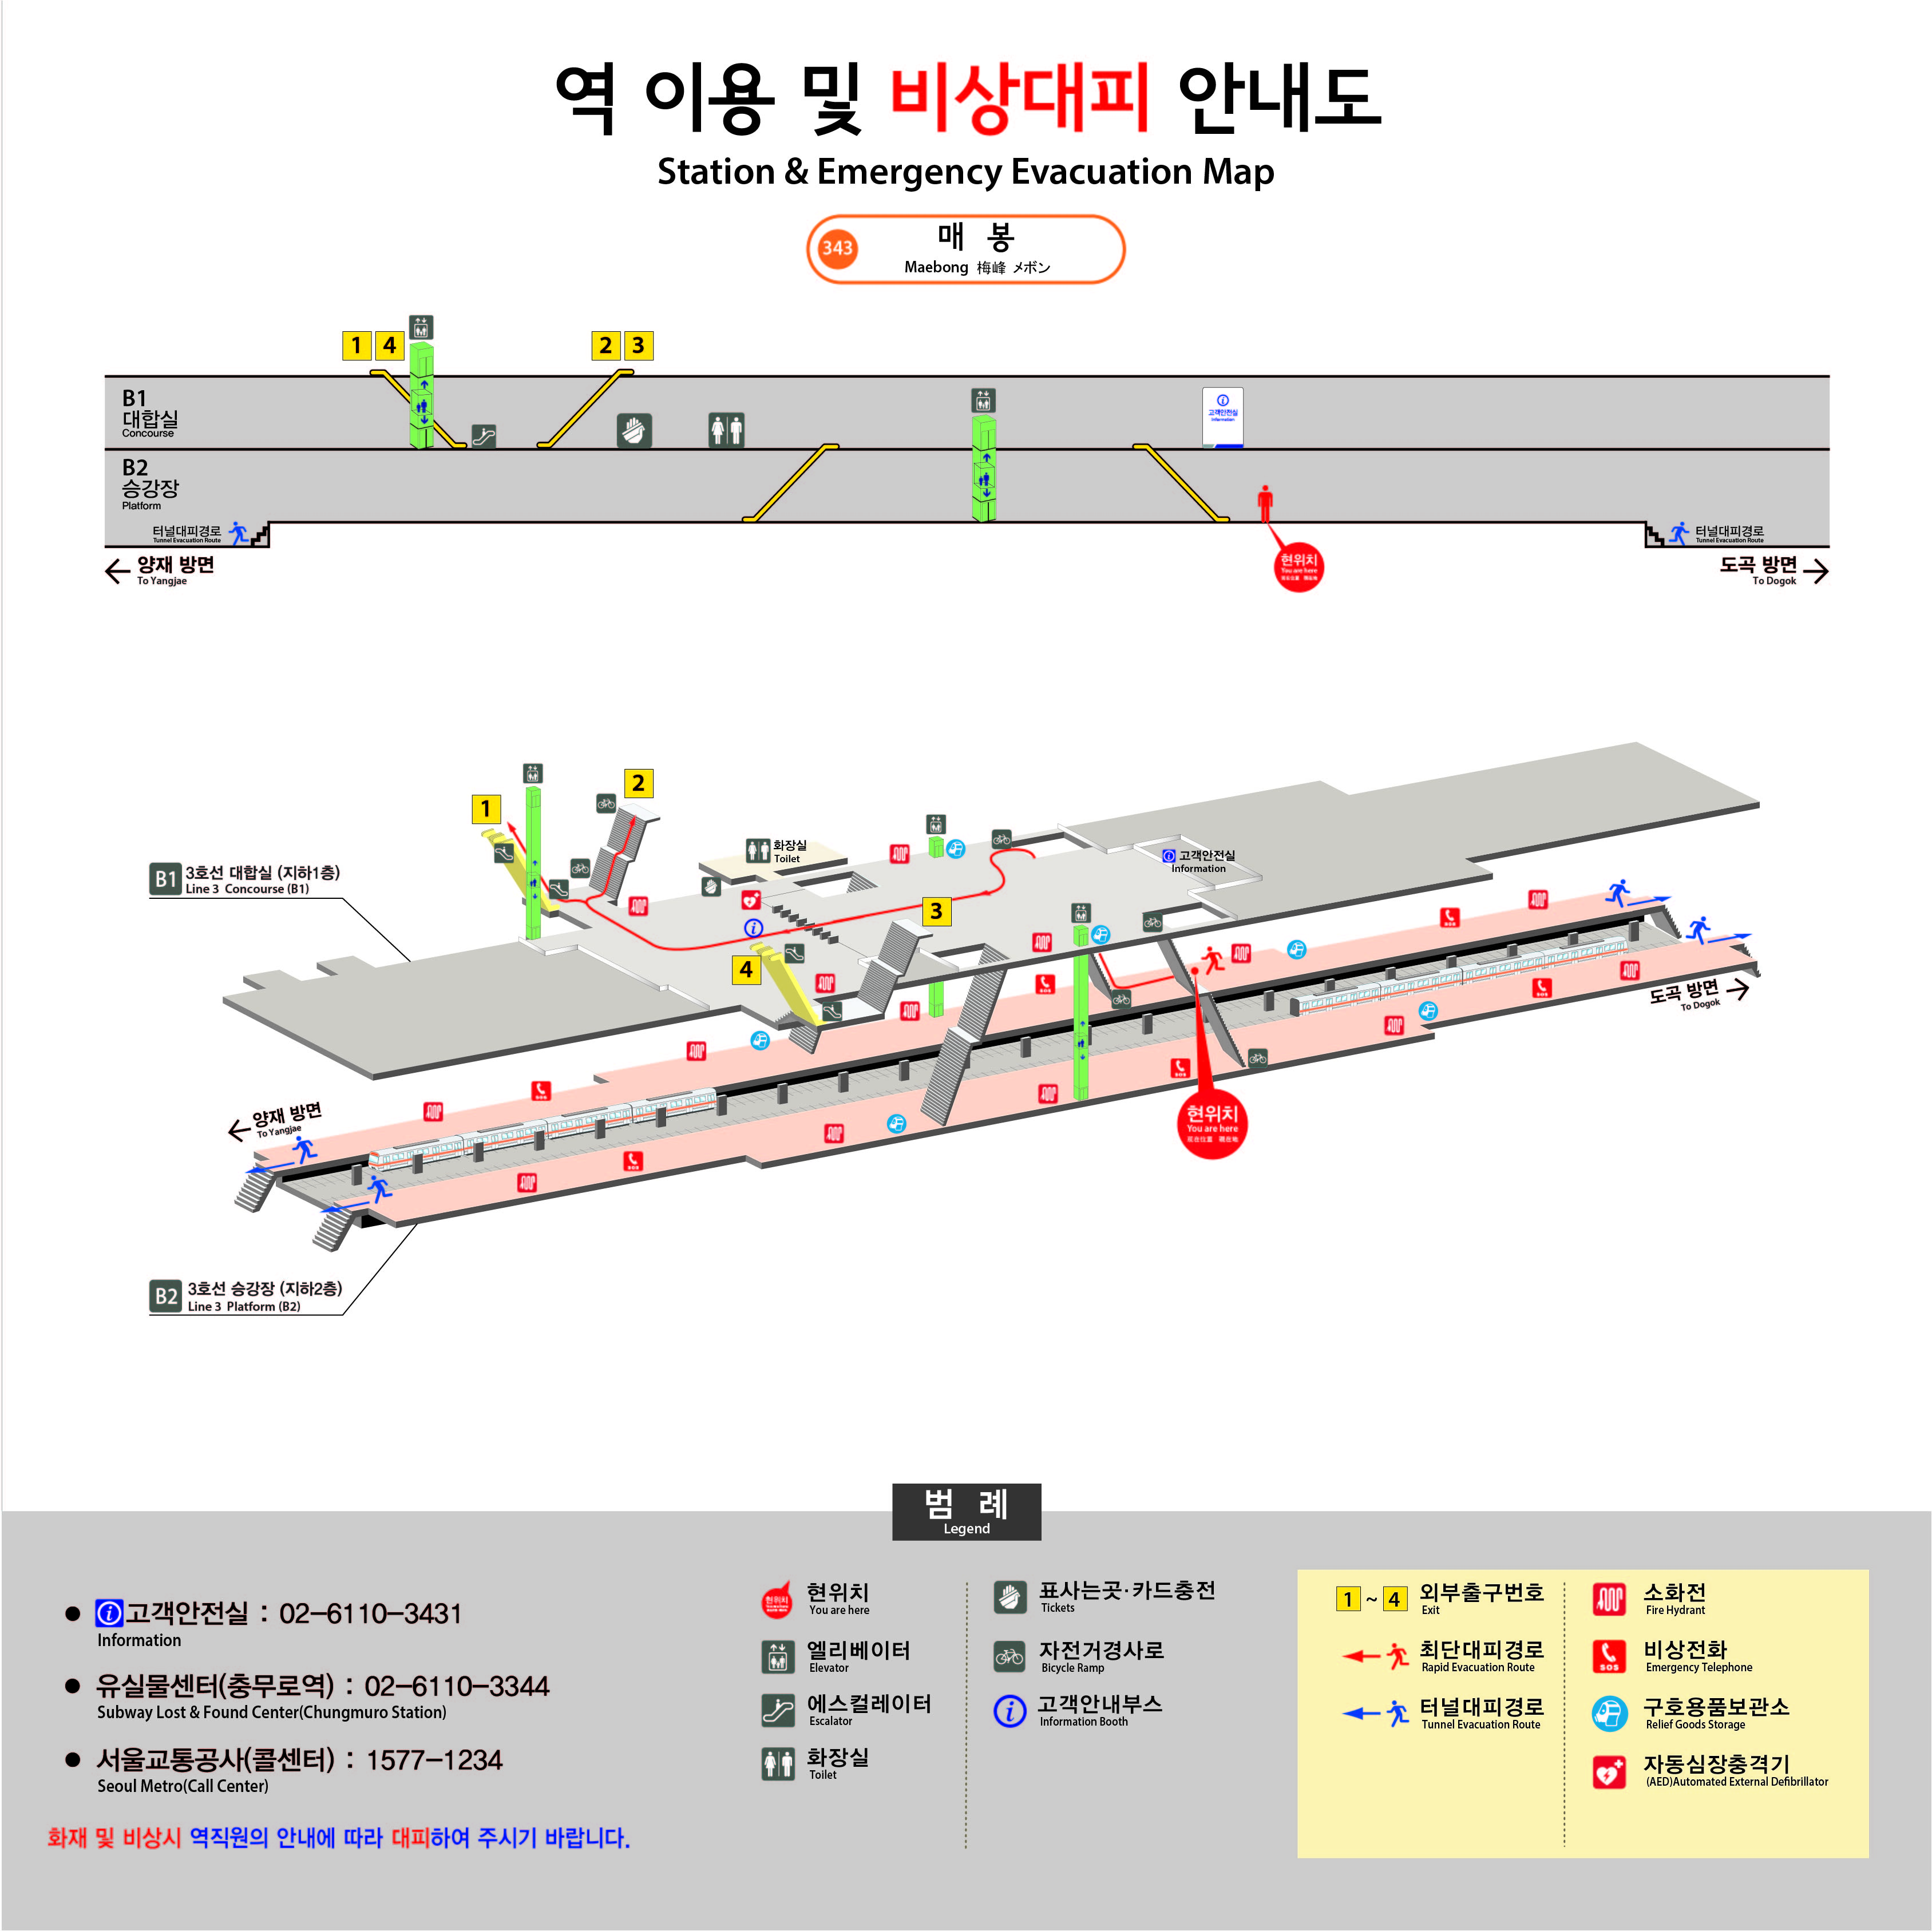 역 이용 및 비상대피 안내도
Station & Emergency Evacuation Map
343
매 봉
Maebong 梅峰 メボン
1 4
2 3
B1
대합실
Concourse
고객안전실
Information
B2
승강장
Platform
터널대피경로
Tunnel Evacuation Route
터널대피경로
Tunnel Evacuation Route
양재 방면
To Yangjae
현위치
You are here
도곡 방면
To Dogok
2
1
화장실
Toilet
고객안전실
Information
B1 3호선 대합실 (지하1층)
Line 3 Concourse (B1)
3
4
도곡 방면
To Dogok
양재 방면
To Yangjae
현위치
You are here
B2 3호선 승강장 (지하2층)
Line 3 Platform (B2)
범 례
Legend
● 고객안전실 : 02-6110-3431
Information
● 유실물센터(충무로역) : 02-6110-3344
Subway Lost & Found Center(Chungmuro Station)
● 서울교통공사(콜센터) : 1577-1234
Seoul Metro(Call Center)
화재 및 비상시 역직원의 안내에 따라 대피하여 주시기 바랍니다.
현위치
You are here
엘리베이터
Elevator
에스컬레이터
Escalator
화장실
Toilet
표사는곳·카드충전
Tickets
자전거경사로
Bicycle Ramp
고객안내부스
Information Booth
1 ~ 4 외부출구번호
Exit
최단대피경로
Rapid Evacuation Route
터널대피경로
Tunnel Evacuation Route
소화전
Fire Hydrant
SOS
비상전화
Emergency Telephone
구호용품보관소
Relief Goods Storage
자동심장충격기
(AED)Automated External Defibrillator